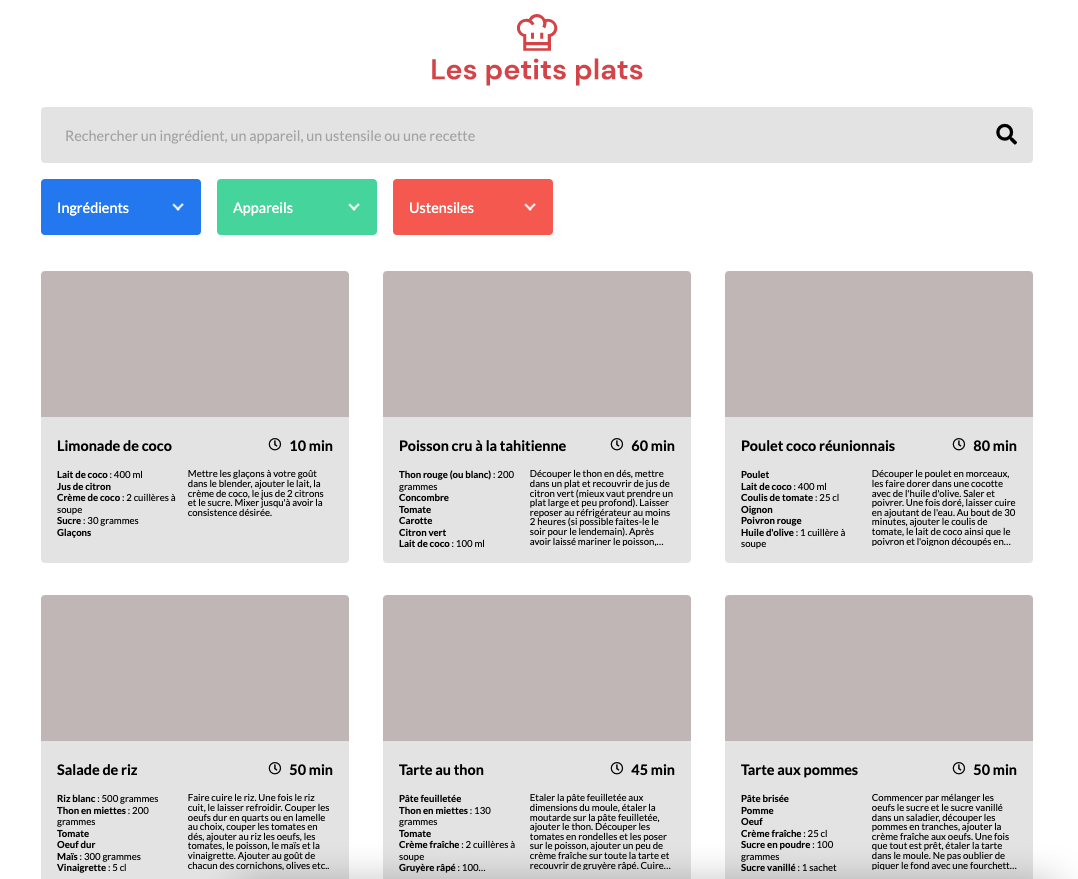 Les petits plats
Rechercher un ingrédient, un appareil, un ustensile ou une recette
Ingrédients
Appareils
Ustensiles
Limonade de coco
10 min
Lait de coco : 400 ml
Jus de citron
Crème de coco : 2 cuillères à
soupe
Sucre : 30 grammes
Glaçons
Mettre les glaçons à votre goût
dans le blender, ajouter le lait, la
crème de coco, le jus de 2 citrons
et le sucre. Mixer jusqu'à avoir la
consistence désirée.
Poisson cru à la tahitienne
60 min
Thon rouge (ou blanc) : 200
grammes
Concombre
Tomate
Carotte
Citron vert
Lait de coco : 100 ml
Découper le thon en dés, mettre
dans un plat et recouvrir de jus de
citron vert (mieux vaut prendre un
plat large et peu profond). Laisser
reposer au réfrigérateur au moins
2 heures (si possible faites-le le
soir pour le lendemain). Après
avoir laissé mariner le poisson,...
Poulet coco réunionnais
80 min
Poulet
Lait de coco : 400 ml
Coulis de tomate : 25 cl
Oignon
Poivron rouge
Huile d'olive : 1 cuillère à
soupe
Découper le poulet en morceaux,
les faire dorer dans une cocotte
avec de l'huile d'olive. Saler et
poivrer. Une fois doré, laisser cuire
en ajoutant de l'eau. Au bout de 30
minutes, ajouter le coulis de
tomate, le lait de coco ainsi que le
poivron et l'oignon découpés en...
Salade de riz
50 min
Riz blanc : 500 grammes
Thon en miettes : 200
grammes
Tomate
Oeuf dur
Maïs : 300 grammes
Vinaigrette : 5 cl
Faire cuire le riz. Une fois le riz
cuit, le laisser refroidir. Couper les
oeufs dur en quarts ou en lamelle
au choix, couper les tomates en
dés, ajouter au riz les oeufs, les
tomates, le poisson, le maïs et la
vinaigrette. Ajouter au goût de
chacun des cornichons, olives etc..
Tarte au thon
45 min
Pâte feuilletée
Thon en miettes : 130
grammes
Tomate
Crème fraîche : 2 cuillères à
soupe
Gruyère râpé : 100...
Etaler la pâte feuilletée aux
dimensions du moule, étaler la
moutarde sur la pâte feuilletée,
ajouter le thon. Découper les
tomates en rondelles et les poser
sur le poisson, ajouter un peu de
crème fraîche sur toute la tarte et
recouvrir de gruyère râpé. Cuire...
Tarte aux pommes
50 min
Pâte brisée
Pomme
Oeuf
Crème fraîche : 25 cl
Sucre en poudre : 100
grammes
Sucre vanillé : 1 sachet
Commencer par mélanger les
oeufs le sucre et le sucre vanillé
dans un saladier, découper les
pommes en tranches, ajouter la
crème fraîche aux oeufs. Une fois
que tout est prêt, étaler la tarte
dans le moule. Ne pas oublier de
piquer le fond avec une fourchett...